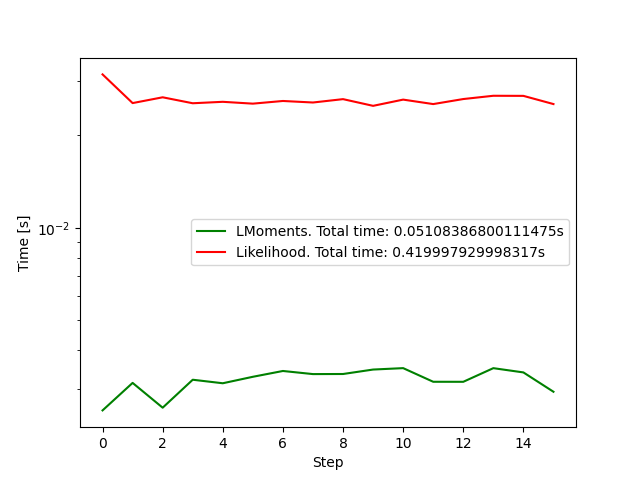 Time [s]
10⁻²
LMoments. Total time: 0.05108386800111475s
Likelihood. Total time: 0.419997929998317s
0 2 4 6 8 10 12 14
Step